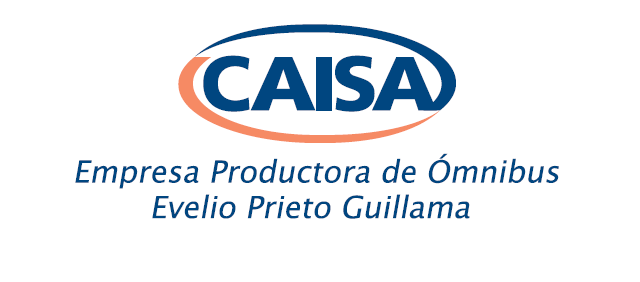 CAISA
Empresa Productora de Ómnibus
Evelio Prieto Guillama